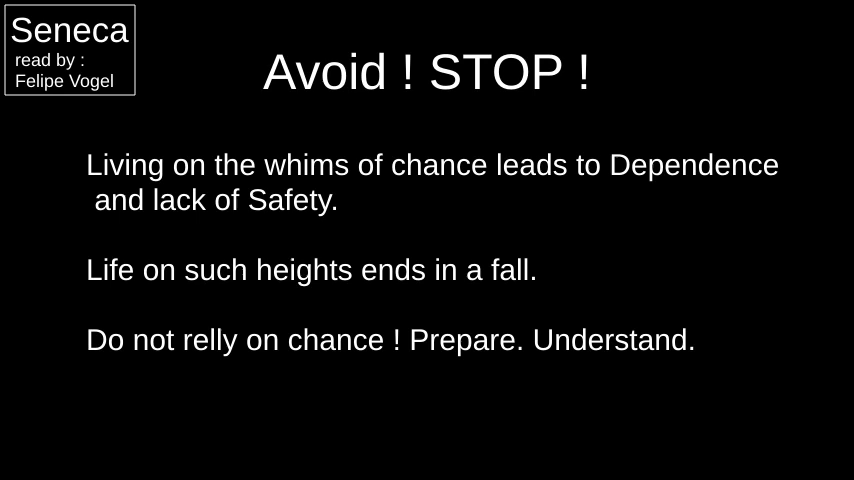 Seneca
read by :
Felipe Vogel
Avoid ! STOP !
Living on the whims of chance leads to Dependence
and lack of Safety.
Life on such heights ends in a fall.
Do not relly on chance ! Prepare. Understand.